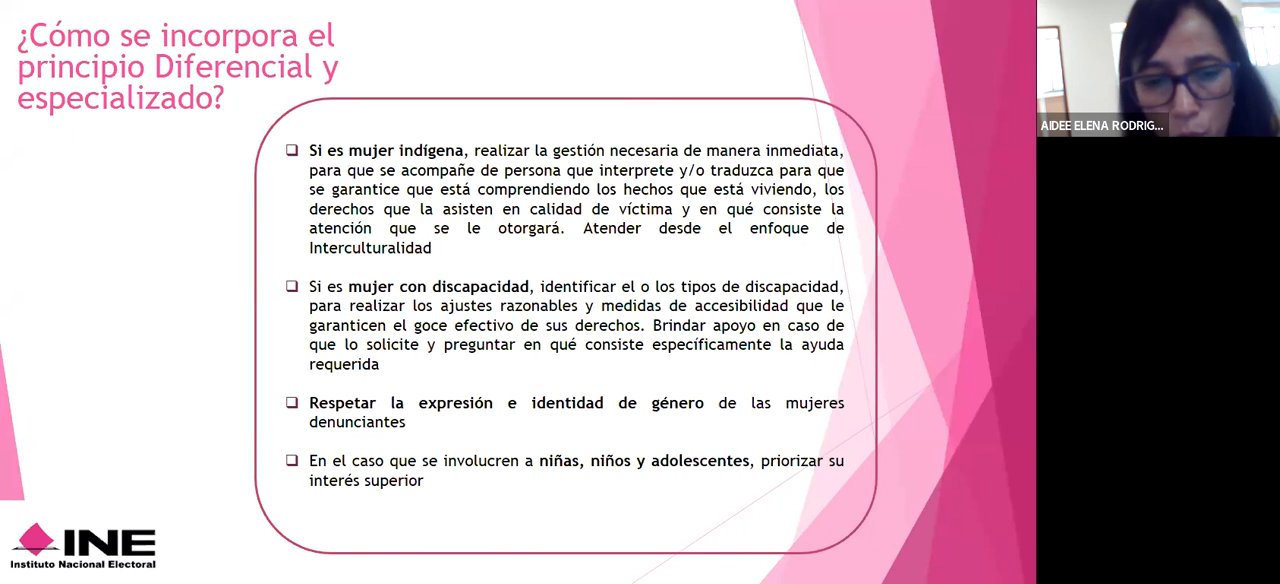 ¿Cómo se incorpora el
principio Diferencial y
especializado?
❑ Si es mujer indígena, realizar la gestión necesaria de manera inmediata,
para que se acompañe de persona que interprete y/o traduzca para que
se garantice que está comprendiendo los hechos que está viviendo, los
derechos que la asisten en calidad de víctima y en qué consiste la
atención que se le otorgará. Atender desde el enfoque de
Interculturalidad
❑ Si es mujer con discapacidad, identificar el o los tipos de discapacidad,
para realizar los ajustes razonables y medidas de accesibilidad que le
garanticen el goce efectivo de sus derechos. Brindar apoyo en caso de
que lo solicite y preguntar en qué consiste específicamente la ayuda
requerida
❑ Respetar la expresión e identidad de género de las mujeres
denunciantes
❑ En el caso que se involucren a niñas, niños y adolescentes, priorizar su
interés superior
INE
Instituto Nacional Electoral
AIDEE ELENA RODRIG...